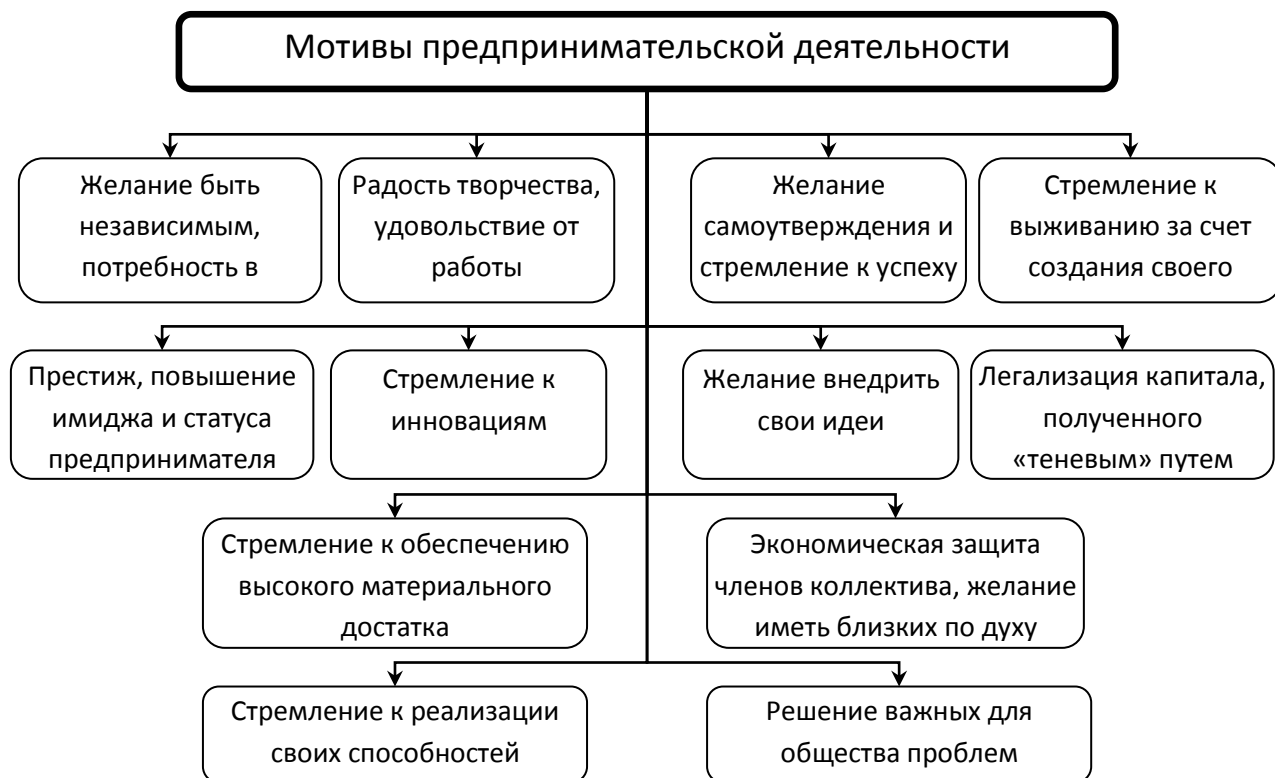 Мотивы предпринимательской деятельности
Желание быть
независимым,
потребность в
Радость творчества,
удовольствие от
работы
Желание
самоутверждения и
стремление к успеху
Стремление к
выживанию за счет
создания своего
Престиж, повышение
имиджа и статуса
предпринимателя
Стремление к
инновациям
Желание внедрить
свои идеи
Легализация капитала,
полученного
«теневым» путем
Стремление к обеспечению
высокого материального
достатка
Экономическая защита
членов коллектива, желание
иметь близких по духу
Стремление к реализации
своих способностей
Решение важных для
общества проблем